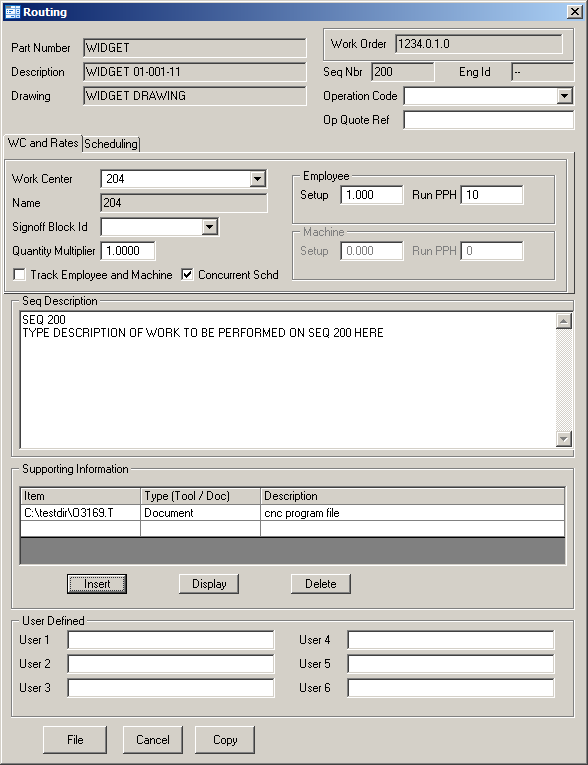 Routing
Part Number WIDGET
Work Order 1234.0.1.0
Description WIDGET 01-001-11
Seq Nbr 200 Eng Id --
Drawing WIDGET DRAWING
Operation Code
Op Quote Ref
WC and Rates Scheduling
Work Center 204
Name 204
Signoff Block Id
Quantity Multiplier 1.0000
Track Employee and Machine Concurrent Schd
Employee
Setup 1.000 Run PPH 10
Machine
Setup 0.000 Run PPH 0
Seq Description
SEQ 200
TYPE DESCRIPTION OF WORK TO BE PERFORMED ON SEQ 200 HERE
Supporting Information
Item Type (Tool / Doc) Description
C:\testdir\O3169.T Document cnc program file
Insert Display Delete
User Defined
User 1 User 4
User 2 User 5
User 3 User 6
File Cancel Copy